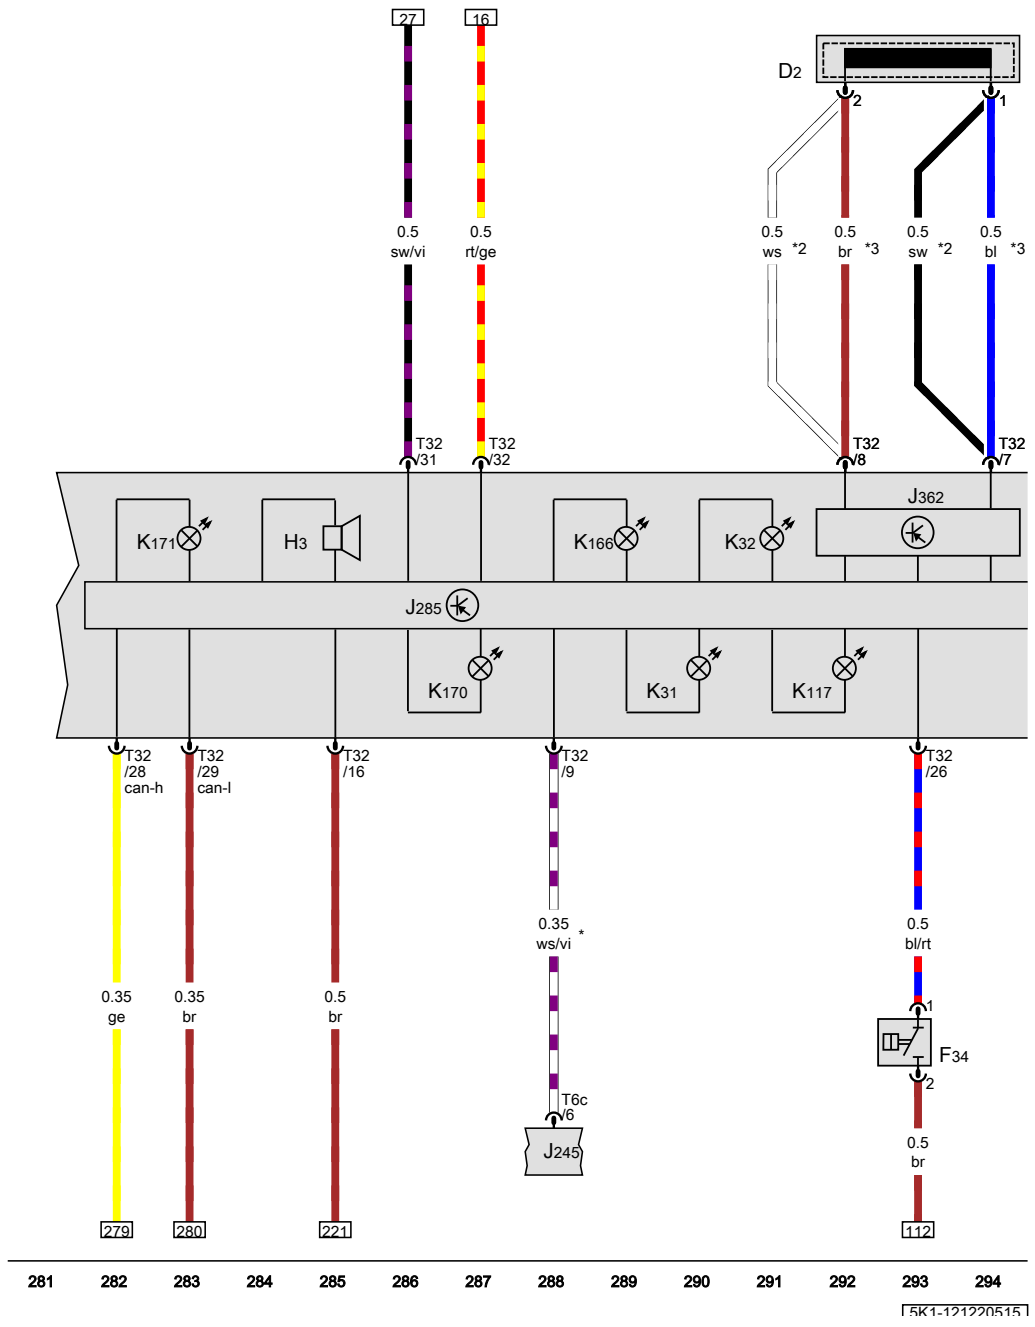 27
16
D2
2
1
0.5
sw/vi
0.5
rt/ge
0.5
ws *2
0.5
br *3
0.5
sw *2
0.5
bl *3
T32
/31
T32
/32
T32
/8
T32
/7
J362
K171
H3
K166
K32
J285
K170
K31
K117
T32
/28
can-h
T32
/29
can-l
T32
/16
T32
/9
T32
/26
0.35
ws/vi *
0.5
bl/rt
0.35
ge
0.35
br
0.5
br
1
F34
2
T6c
/6
J245
0.5
br
279
280
221
112
281 282 283 284 285 286 287 288 289 290 291 292 293 294
5K1-121220515